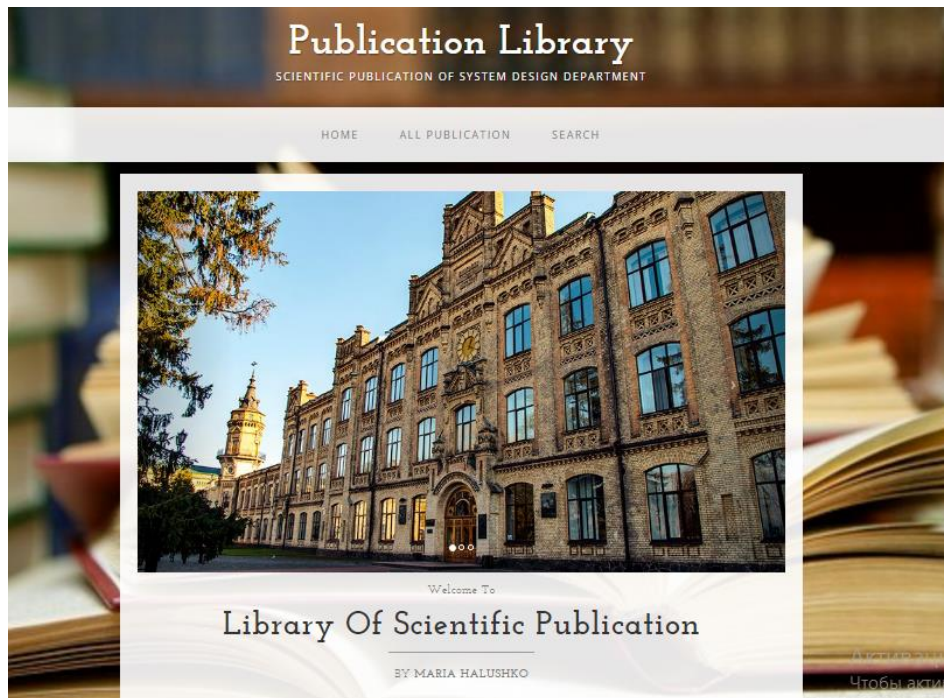 Publication Library
SCIENTIFIC PUBLICATION OF SYSTEM DESIGN DEPARTMENT
HOME ALL PUBLICATION SEARCH
Welcome To
Library Of Scientific Publication
BY MARIA HALUSHKO
Чтобы